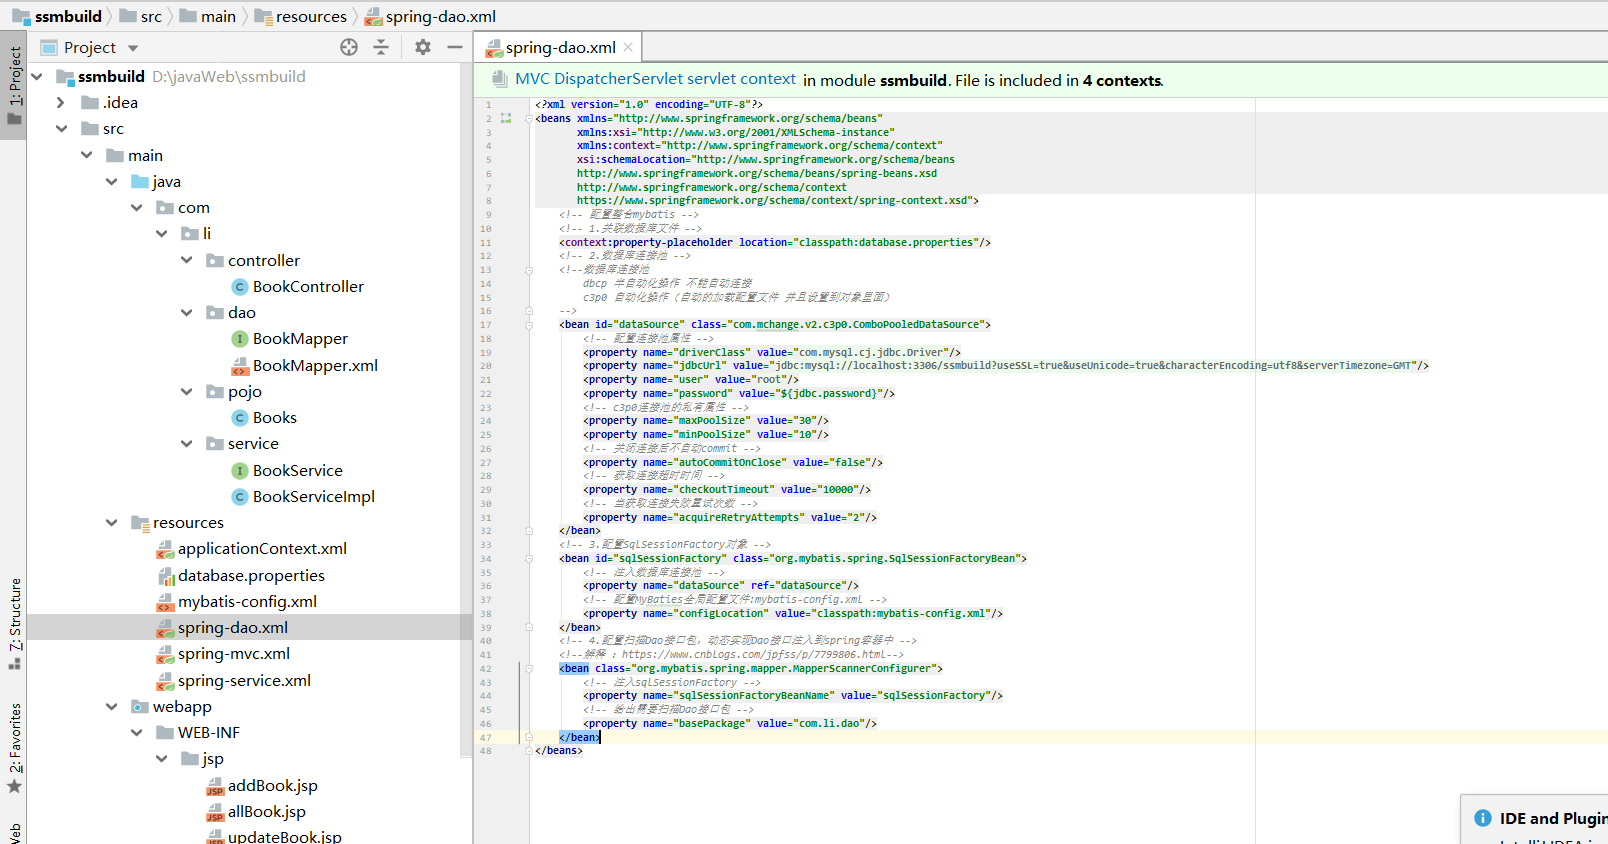 ssmbuild src main resources spring-dao.xml
1: Project
Project
spring-dao.xml
MVC DispatcherServlet servlet context in module ssmbuild. File is included in 4 contexts.
ssmbuild D:\javaWeb\ssmbuild
.idea
src
main
java
com
li
controller
BookController
dao
BookMapper
BookMapper.xml
pojo
Books
service
BookService
BookServiceImpl
resources
applicationContext.xml
database.properties
mybatis-config.xml
spring-dao.xml
spring-mvc.xml
spring-service.xml
webapp
WEB-INF
jsp
addBook.jsp
allBook.jsp
updateBook.jsp
7: Structure
2: Favorites
1 <?xml version="1.0" encoding="UTF-8"?>
2 <beans xmlns="http://www.springframework.org/schema/beans"
3 xmlns:xsi="http://www.w3.org/2001/XMLSchema-instance"
4 xmlns:context="http://www.springframework.org/schema/context"
5 xsi:schemaLocation="http://www.springframework.org/schema/beans
6 http://www.springframework.org/schema/beans/spring-beans.xsd
7 http://www.springframework.org/schema/context
8 https://www.springframework.org/schema/context/spring-context.xsd">
9 <!-- 配置整合mybatis -->
10 <!-- 1.关联数据库文件 -->
11 <context:property-placeholder location="classpath:database.properties"/>
12 <!-- 2.数据库连接池 -->
13 <!--数据库连接池
14 dbcp 半自动化操作 不能自动连接
15 c3p0 自动化操作（自动的加载配置文件 并且设置到对象里面）
16 -->
17 <bean id="dataSource" class="com.mchange.v2.c3p0.ComboPooledDataSource">
18 <!-- 配置连接池属性 -->
19 <property name="driverClass" value="com.mysql.cj.jdbc.Driver"/>
20 <property name="jdbcUrl" value="jdbc:mysql://localhost:3306/ssmbuild?useSSL=true&useUnicode=true&characterEncoding=utf8&serverTimezone=GMT"/>
21 <property name="user" value="root"/>
22 <property name="password" value="${jdbc.password}"/>
23 <!-- c3p0连接池的私有属性 -->
24 <property name="maxPoolSize" value="30"/>
25 <property name="minPoolSize" value="10"/>
26 <!-- 关闭连接后不自动commit -->
27 <property name="autoCommitOnClose" value="false"/>
28 <!-- 获取连接超时时间 -->
29 <property name="checkoutTimeout" value="10000"/>
30 <!-- 当获取连接失败重试次数 -->
31 <property name="acquireRetryAttempts" value="2"/>
32 </bean>
33 <!-- 3.配置SqlSessionFactory对象 -->
34 <bean id="sqlSessionFactory" class="org.mybatis.spring.SqlSessionFactoryBean">
35 <!-- 注入数据库连接池 -->
36 <property name="dataSource" ref="dataSource"/>
37 <!-- 配置MyBaties全局配置文件:mybatis-config.xml -->
38 <property name="configLocation" value="classpath:mybatis-config.xml"/>
39 </bean>
40 <!-- 4.配置扫描Dao接口包，动态实现Dao接口注入到spring容器中 -->
41 <!--解释 ：https://www.cnblogs.com/jpfss/p/7799806.html-->
42 <bean class="org.mybatis.spring.mapper.MapperScannerConfigurer">
43 <!-- 注入sqlSessionFactory -->
44 <property name="sqlSessionFactoryBeanName" value="sqlSessionFactory"/>
45 <!-- 给出需要扫描Dao接口包 -->
46 <property name="basePackage" value="com.li.dao"/>
47 </bean>
48 </beans>
IDE and Plugin